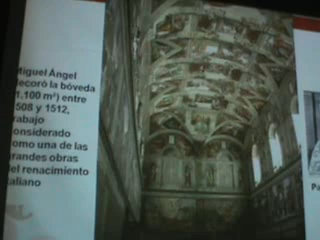 Miguel Ángel
decoró la bóveda
(1.100 m²) entre
1508 y 1512,
trabajo
considerado
como una de las
grandes obras
del renacimiento
italiano
Pa